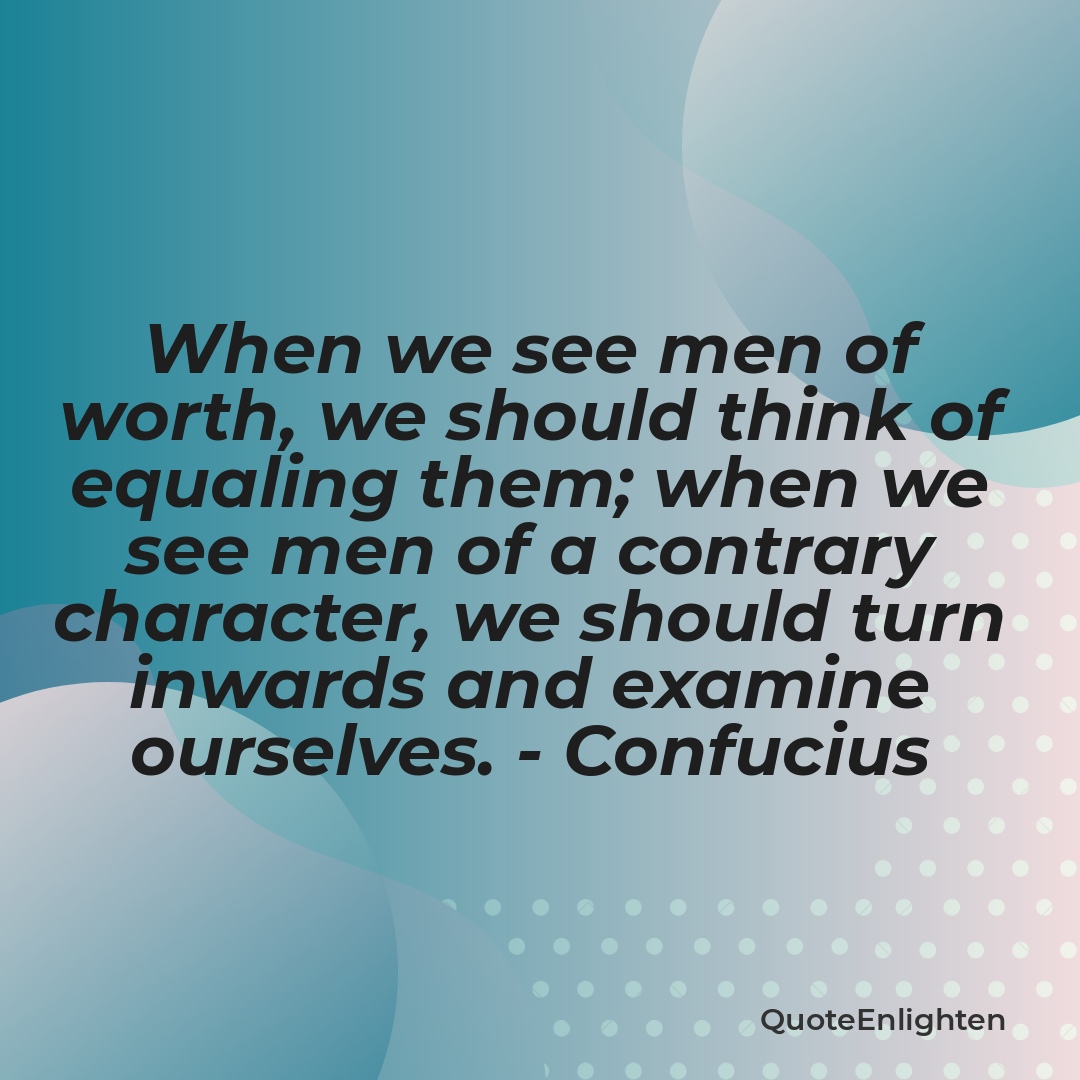 When we see men of
worth, we should think of
equaling them; when we
see men of a contrary
character, we should turn
inwards and examine
ourselves. - Confucius
QuoteEnlighten